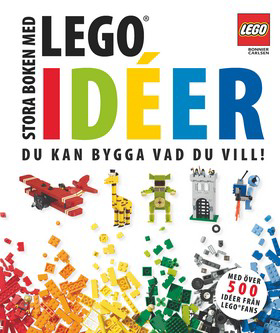 STORA BOKEN MED
LEGO®
IDÉER
LEGO
BONNIER
CARLSEN
DU KAN BYGGA VAD DU VILL!
MED ÖVER
500
IDÉER FRÅN
LEGO® FANS